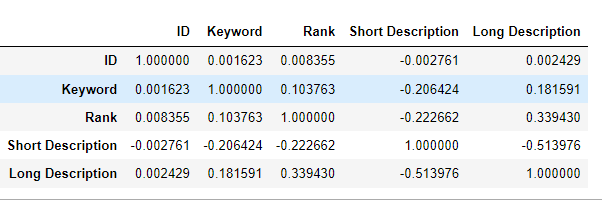 ID Keyword Rank Short Description Long Description
ID 1.000000 0.001623 0.008355 -0.002761 0.002429
Keyword 0.001623 1.000000 0.103763 -0.206424 0.181591
Rank 0.008355 0.103763 1.000000 -0.222662 0.339430
Short Description -0.002761 -0.206424 -0.222662 1.000000 -0.513976
Long Description 0.002429 0.181591 0.339430 -0.513976 1.000000